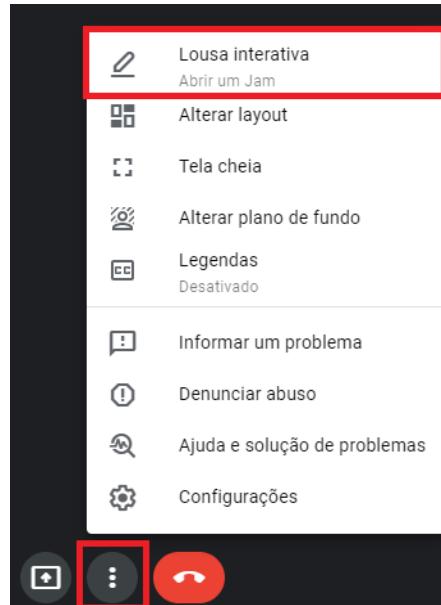 Lousa interativa
Abrir um Jam
Alterar layout
Tela cheia
Alterar plano de fundo
Legendas
Desativado
Informar um problema
Denunciar abuso
Ajuda e solução de problemas
Configurações